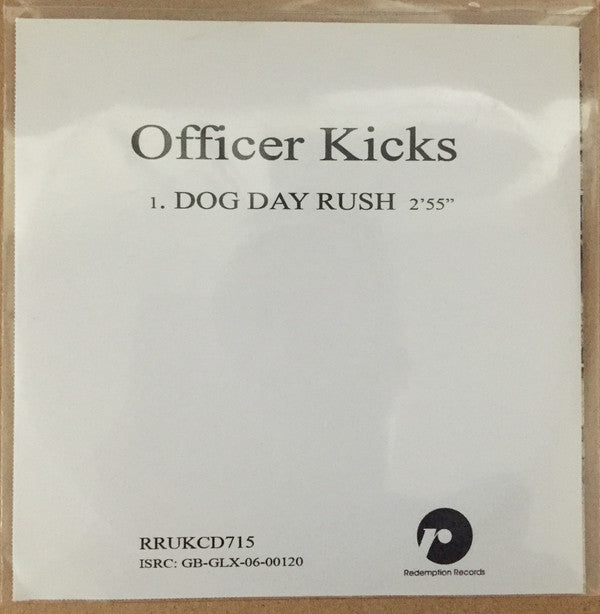 Officer Kicks
1. DOG DAY RUSH 2’55”
RRUKCD715
ISRC: GB-GLX-06-00120
r
Redemption Records